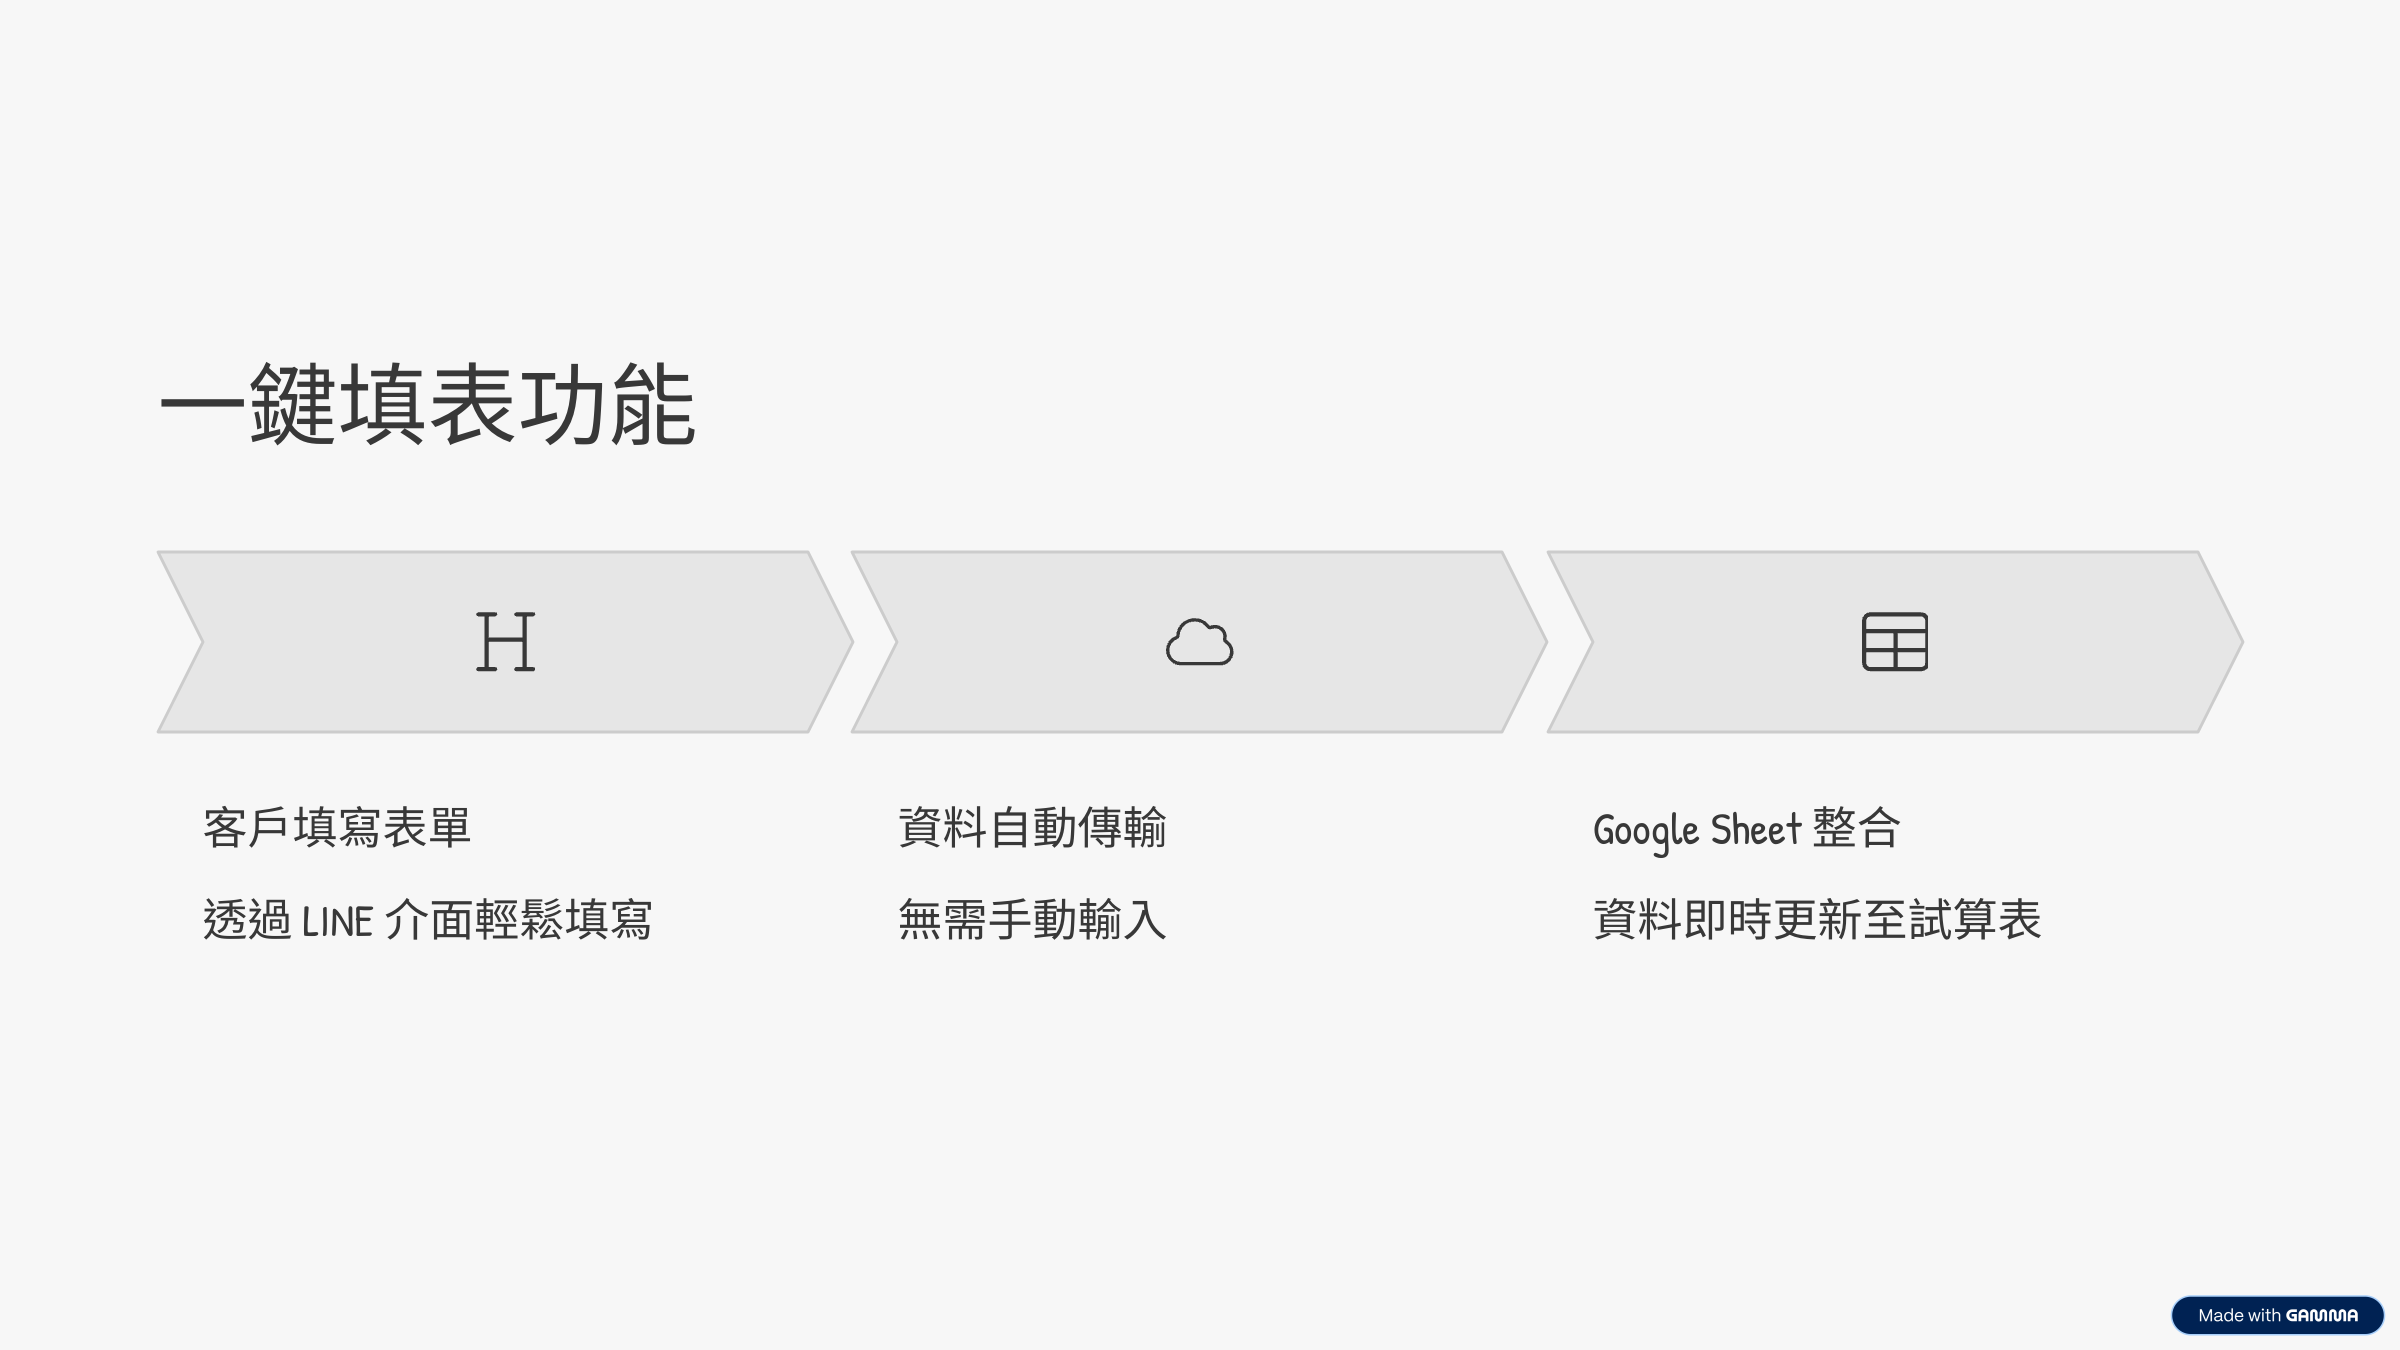 一鍵填表功能
H
客戶填寫表單
透過 LINE 介面輕鬆填寫
資料自動傳輸
無需手動輸入
Google Sheet 整合
資料即時更新至試算表
Made with GAMMA